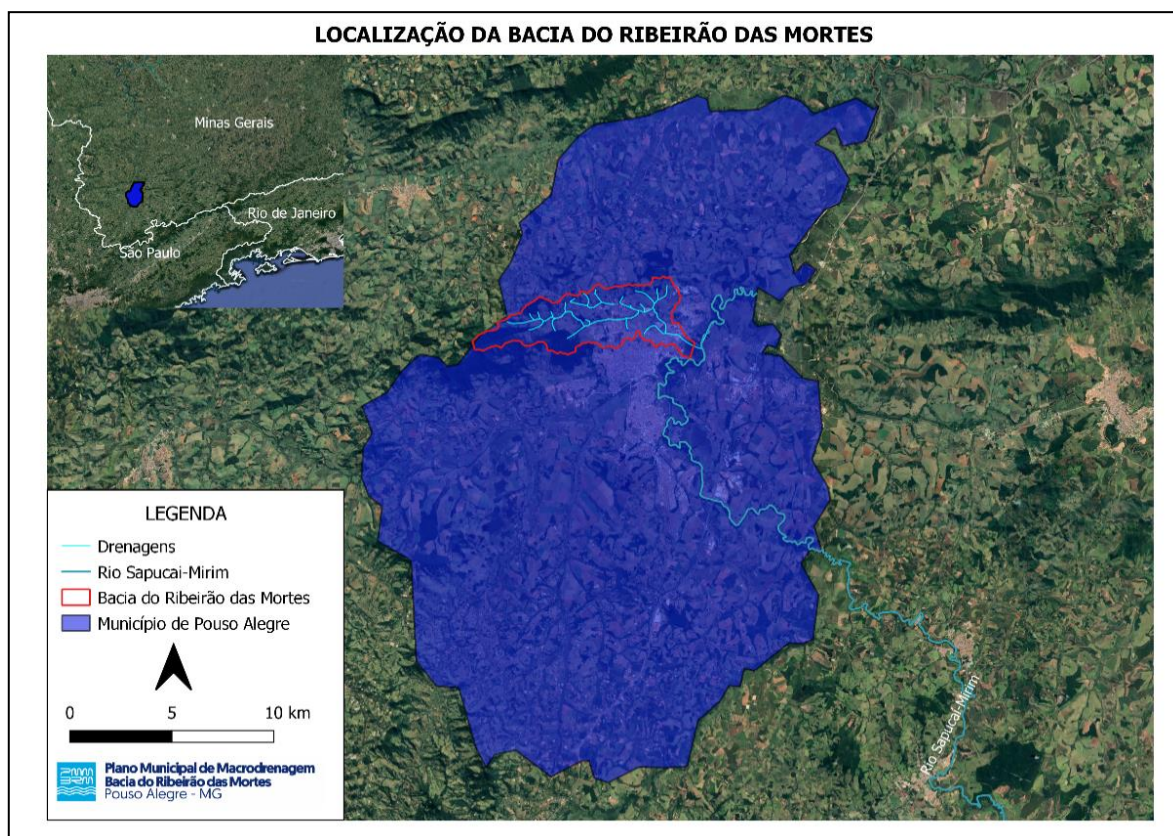 LOCALIZAÇÃO DA BACIA DO RIBEIRÃO DAS MORTES
Minas Gerais
Rio de Janeiro
São Paulo
LEGENDA
Drenagens
Rio Sapucai-Mirim
Bacia do Ribeirão das Mortes
Município de Pouso Alegre
0 5 10 km
Plano Municipal de Macrodrenagem
Bacia do Ribeirão das Mortes
Pouso Alegre - MG
Rio Sapucaí-Mirim